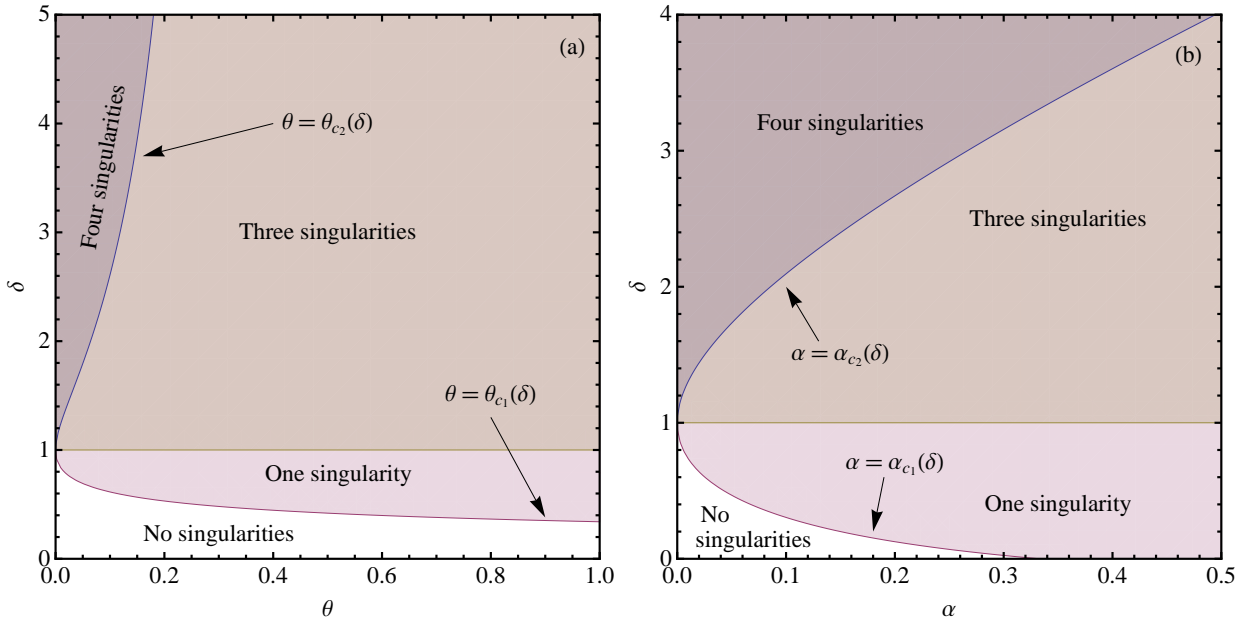 5
4
3
2
1
0
δ
0.0 0.2 0.4 0.6 0.8 1.0
θ
(a)
Four singularities
θ = θc2(δ)
Three singularities
θ = θc1(δ)
One singularity
No singularities
4
3
2
1
0
δ
0.0 0.1 0.2 0.3 0.4 0.5
α
(b)
Four singularities
Three singularities
α = αc2(δ)
α = αc1(δ)
One singularity
No
singularities